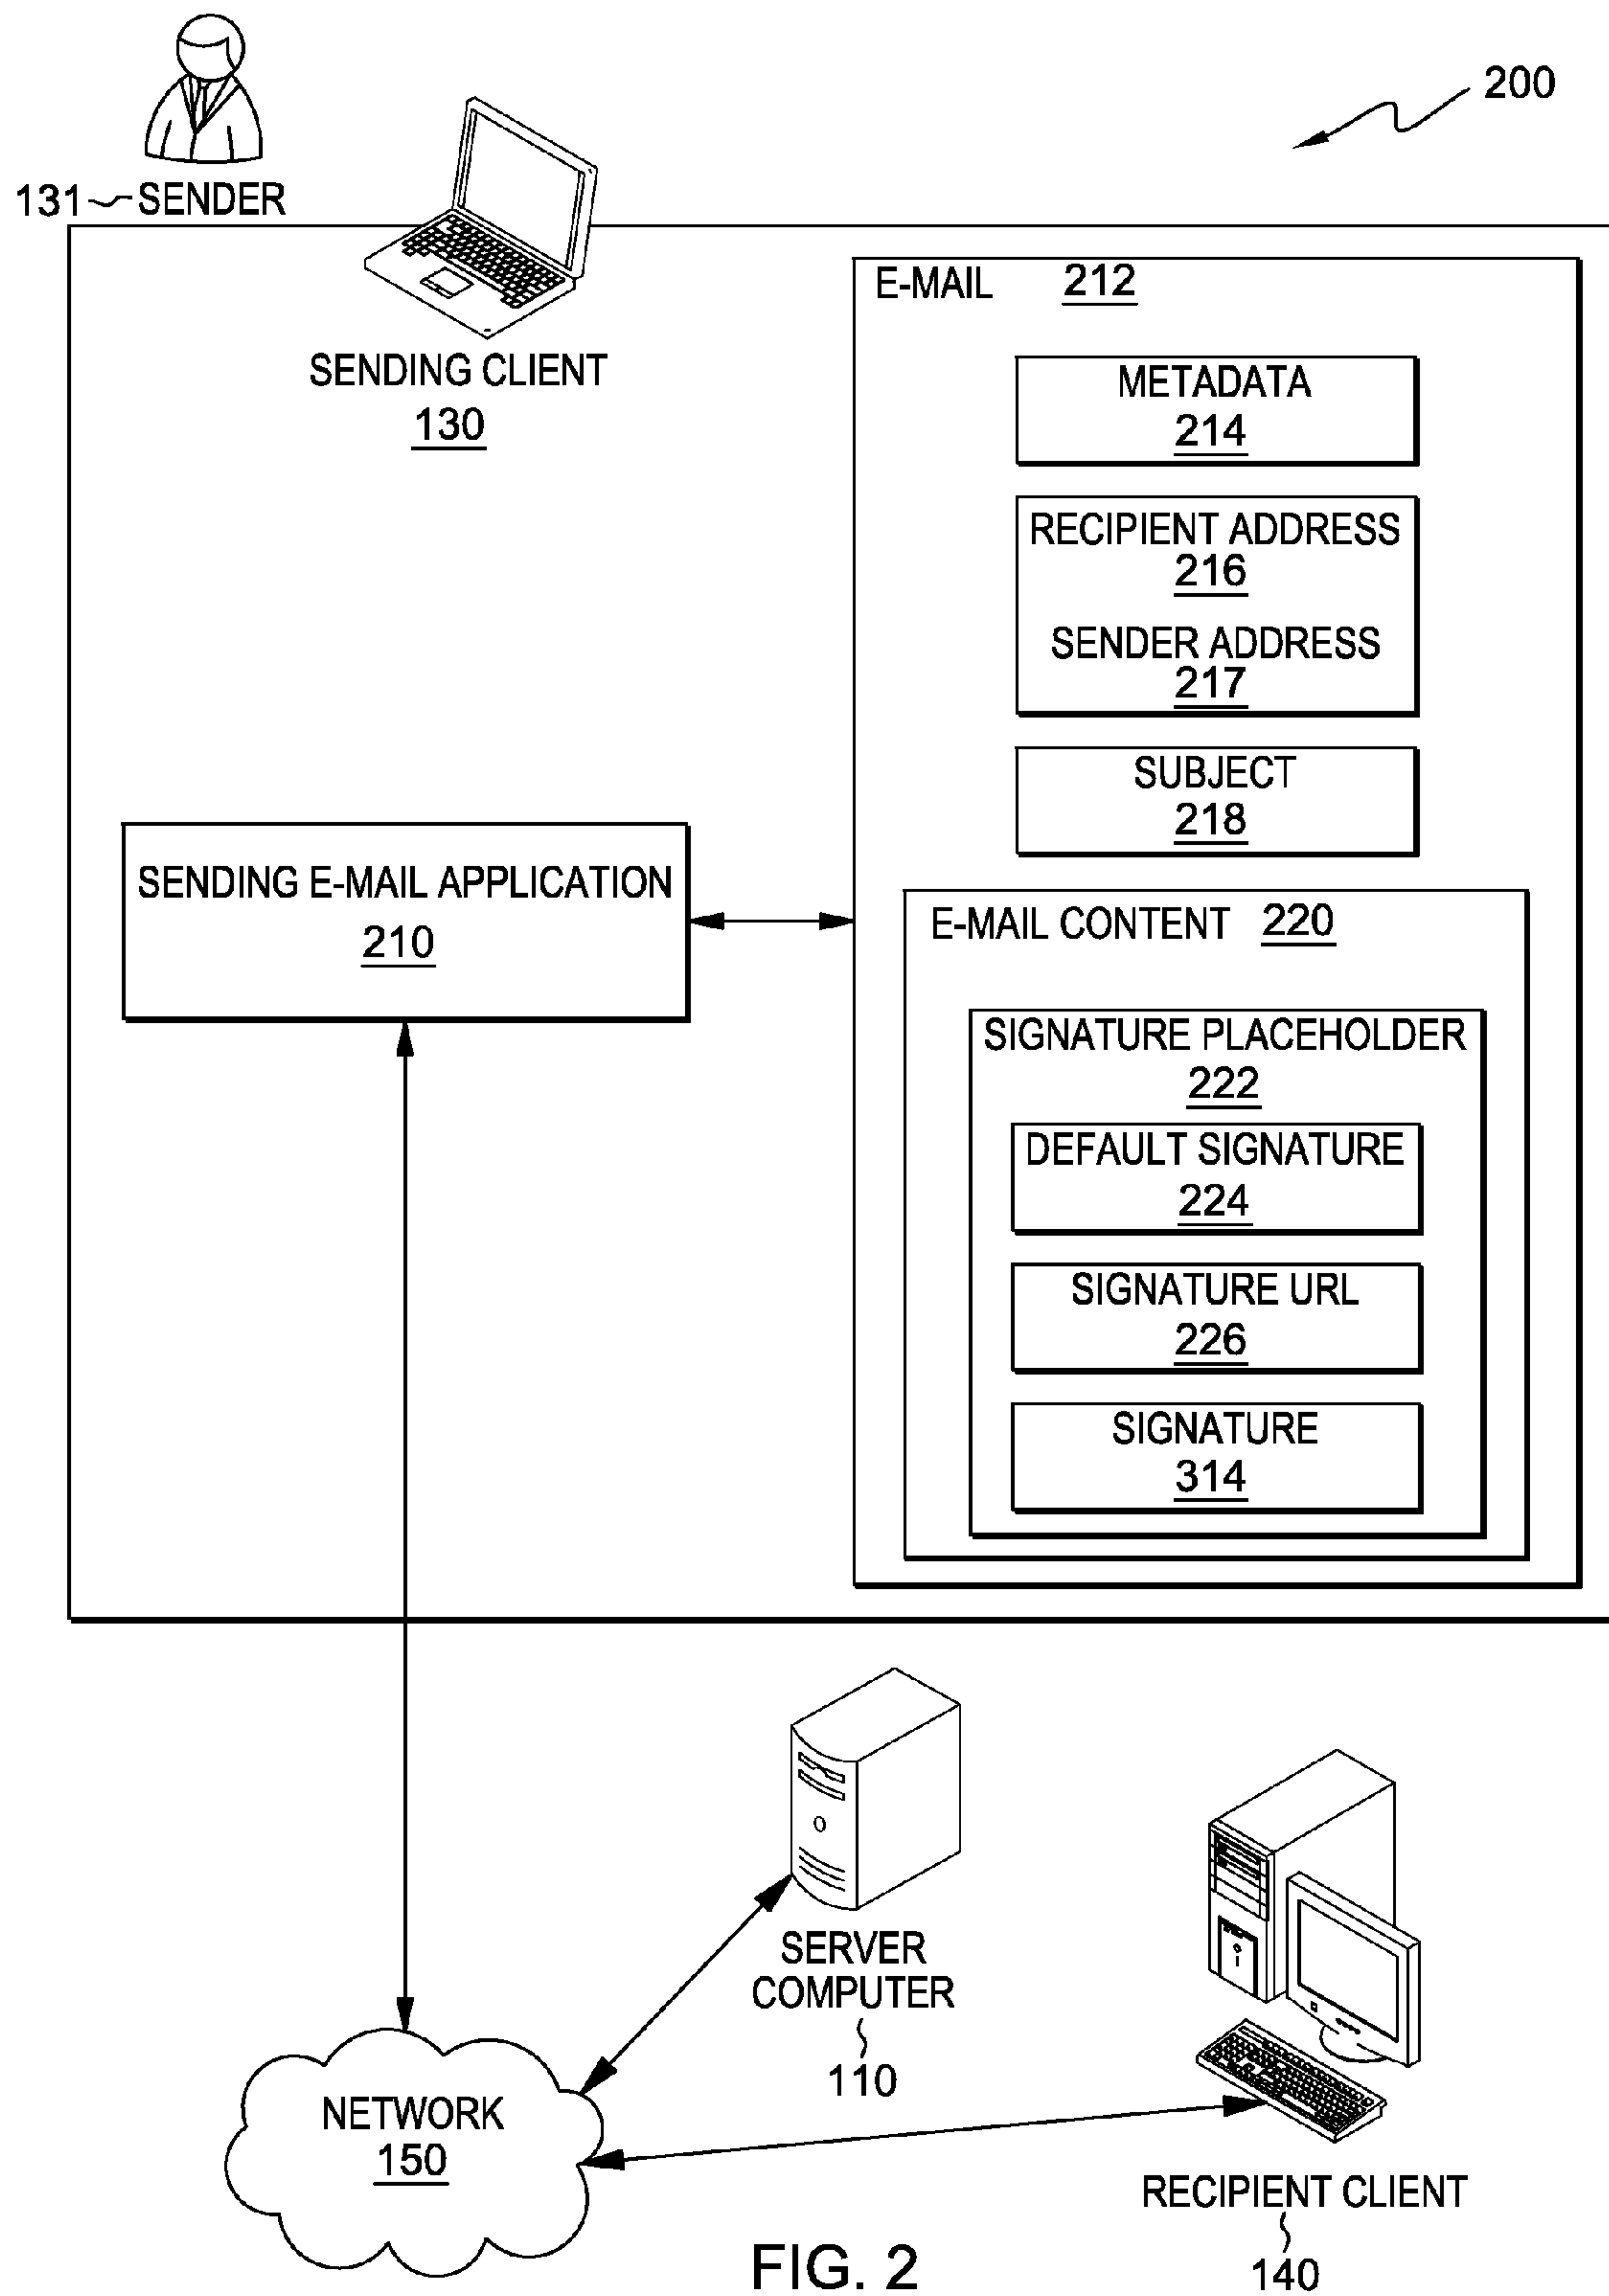 200
131 SENDER
SENDING CLIENT
130
E-MAIL 212
METADATA
214
RECIPIENT ADDRESS
216
SENDER ADDRESS
217
SUBJECT
218
SENDING E-MAIL APPLICATION
210
E-MAIL CONTENT 220
SIGNATURE PLACEHOLDER
222
DEFAULT SIGNATURE
224
SIGNATURE URL
226
SIGNATURE
314
SERVER
COMPUTER
110
NETWORK
150
RECIPIENT CLIENT
140
FIG. 2